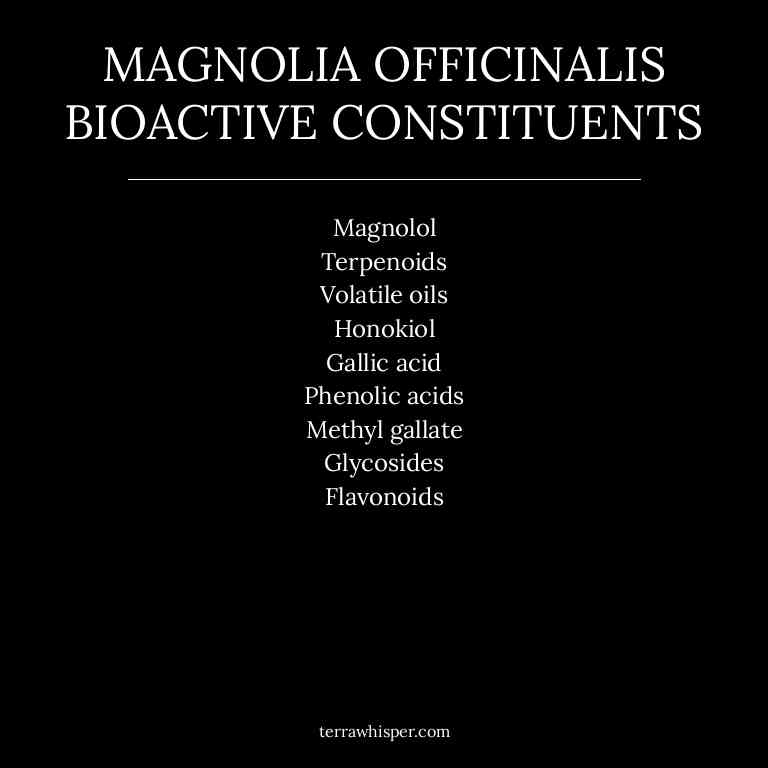 MAGNOLIA OFFICINALIS
BIOACTIVE CONSTITUENTS
Magnolol
Terpenoids
Volatile oils
Honokiol
Gallic acid
Phenolic acids
Methyl gallate
Glycosides
Flavonoids
terrawhisper.com